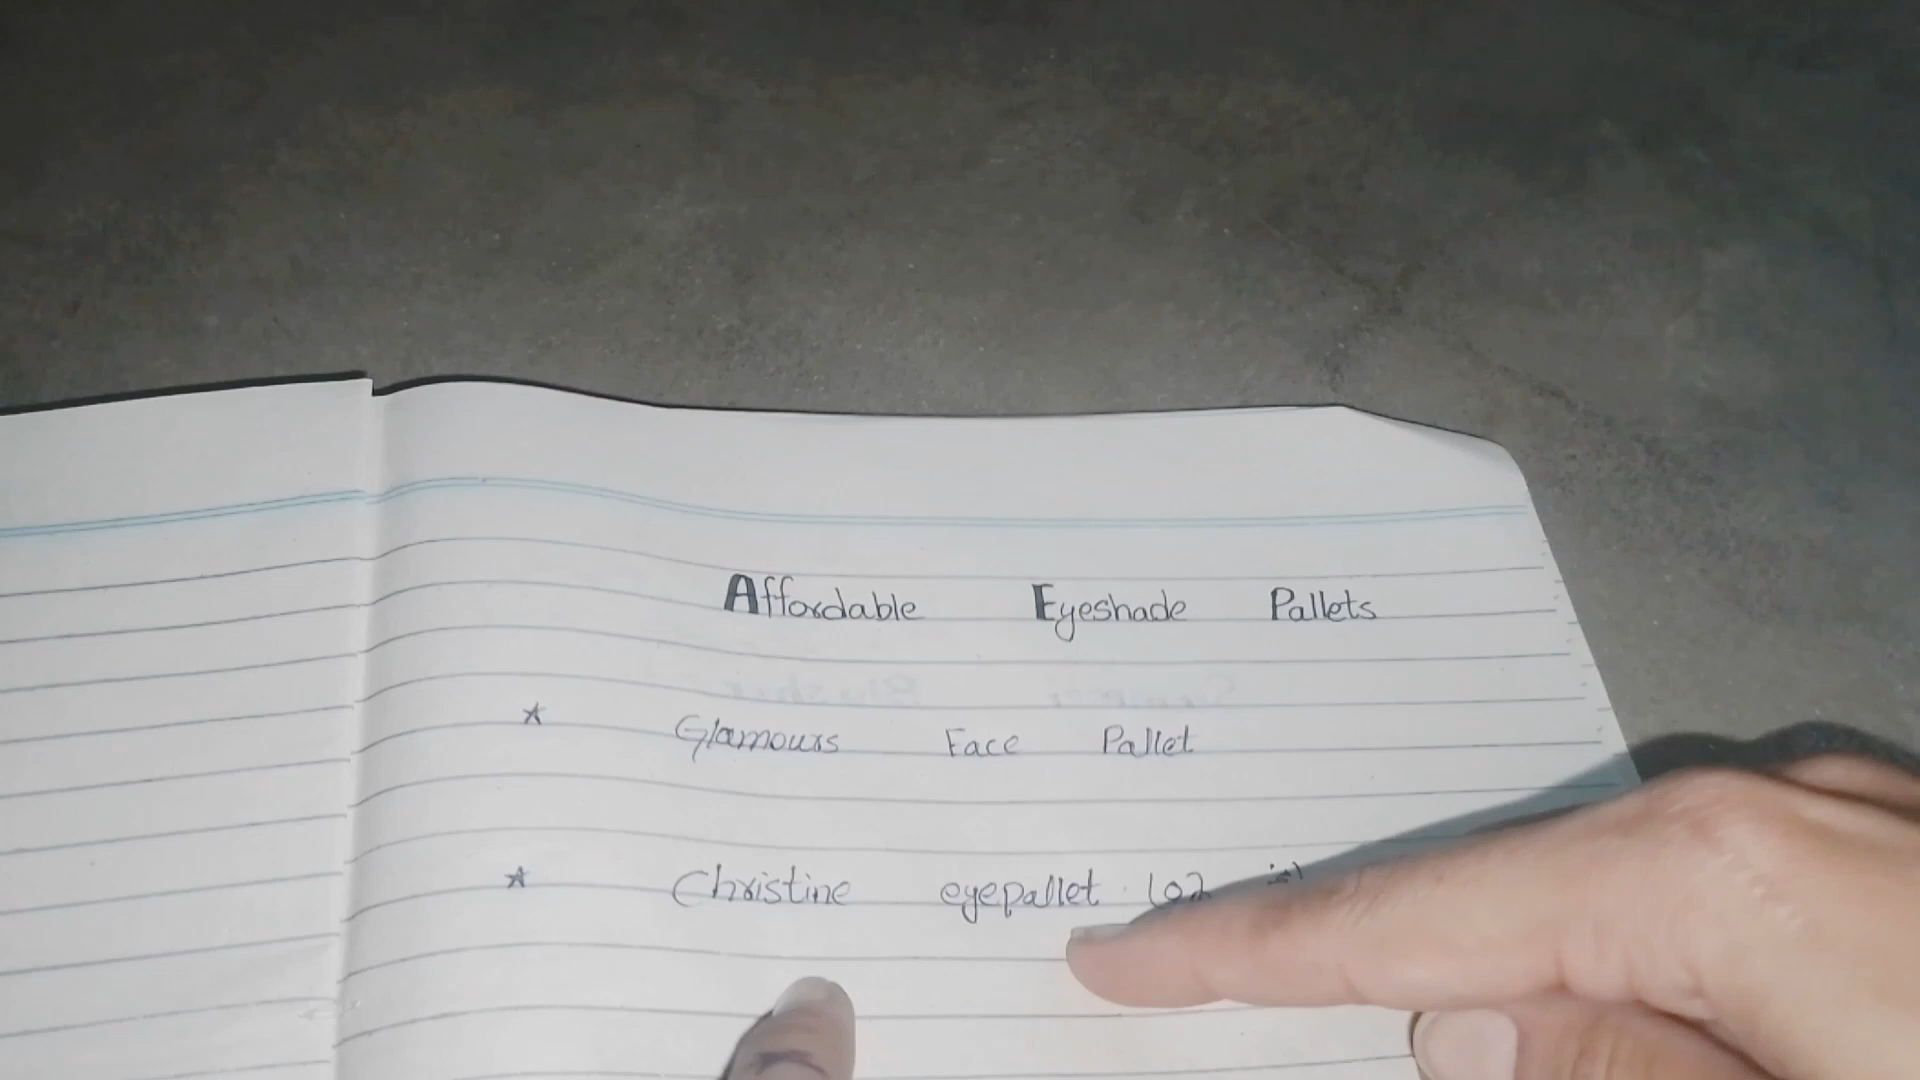 Affordable Eyeshade Pallets
* Glamours Face Pallet
* Christine eyepallet